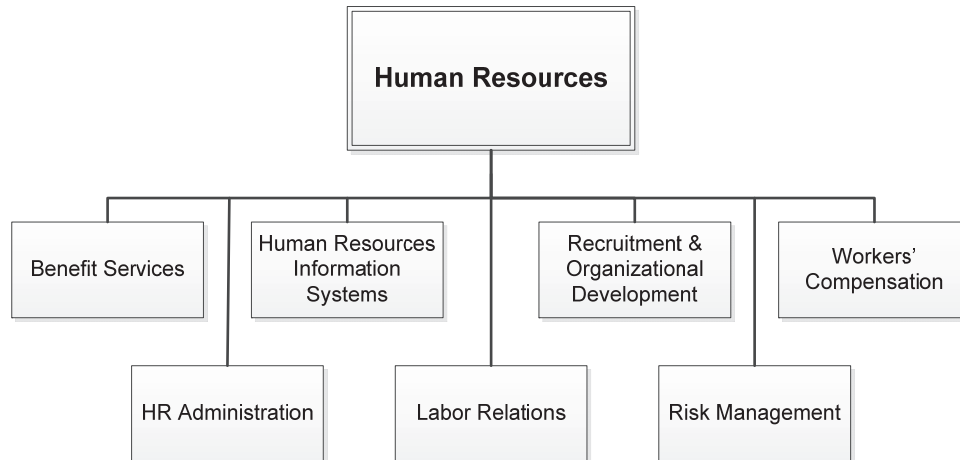 Human Resources
Benefit Services
Human Resources
Information
Systems
Recruitment &
Organizational
Development
Workers’
Compensation
HR Administration
Labor Relations
Risk Management